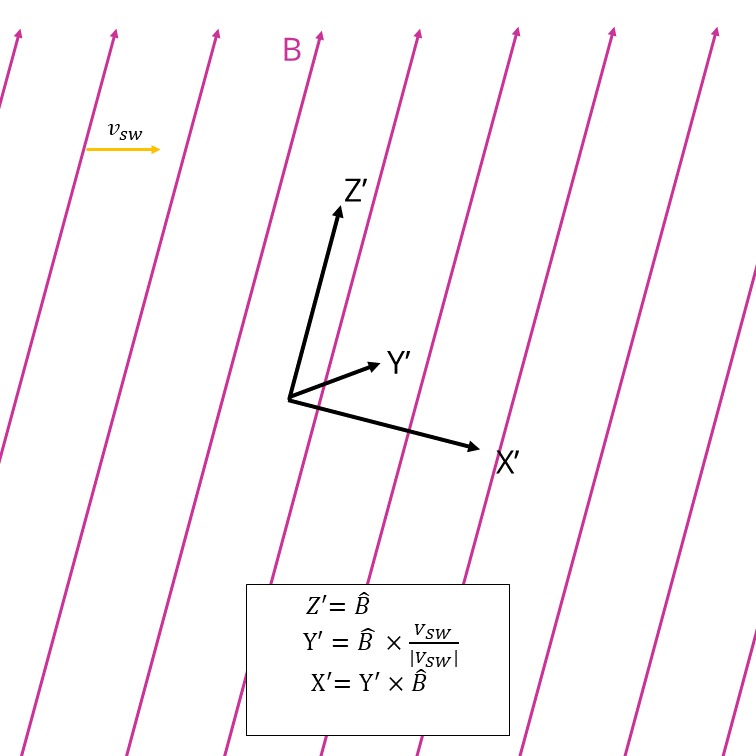 B
v_sw
Z′
Y′
X′
Z′= B̂
Y′ = B̂ × v_sw/|v_sw|
X′= Y′ × B̂